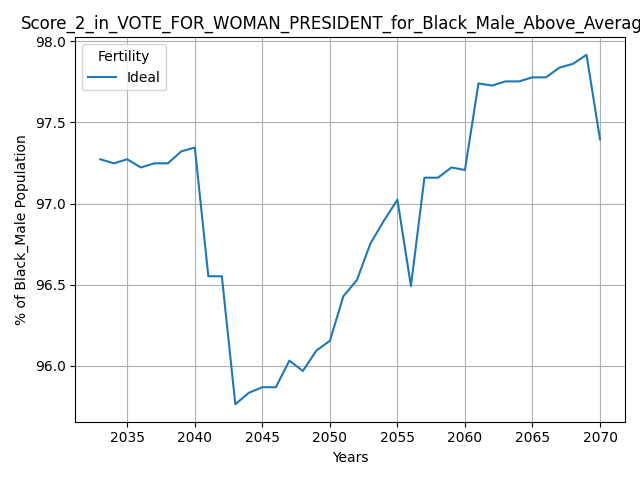 Score_2_in_VOTE_FOR_WOMAN_PRESIDENT_for_Black_Male_Above_Averag
98.0
97.5
97.0
96.5
96.0
% of Black_Male Population
Fertility
Ideal
2035 2040 2045 2050 2055 2060 2065 2070
Years